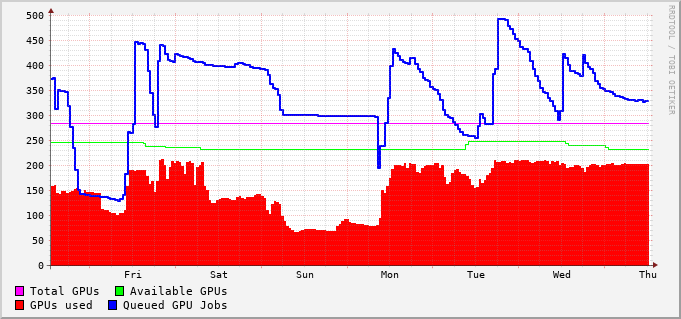 500
450
400
350
300
250
200
150
100
50
0
Fri Sat Sun Mon Tue Wed Thu
Total GPUs Available GPUs
GPUs used Queued GPU Jobs
RRDTOOL / TOBI OETIKER